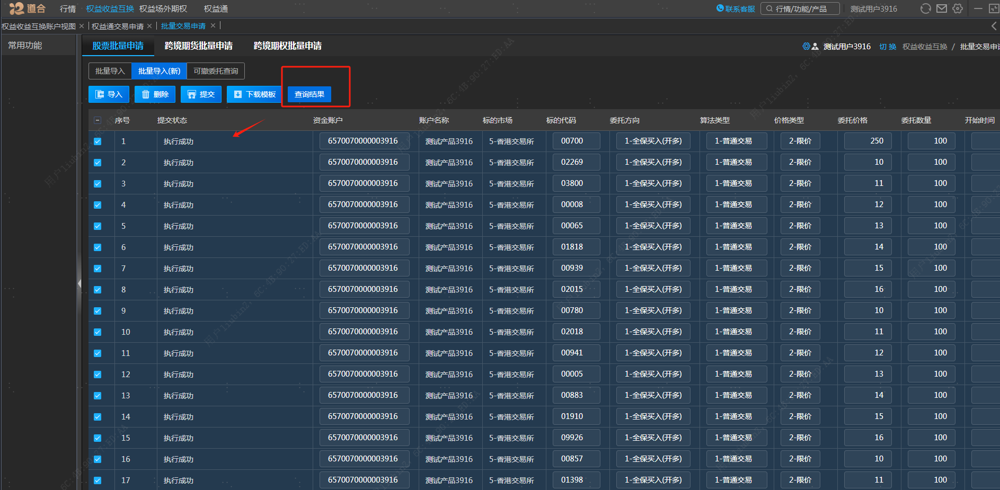 道合 行情 权益收益互换 权益场外期权 权益通 联系客服 行情/功能/产品 测试用户3916
权益收益互换账户视图 × 权益通交易申请 × 批量交易申请 ×
常用功能 股票批量申请 跨境期货批量申请 跨境期权批量申请 测试用户3916 切换 权益收益互换 / 批量交易申请
批量导入 批量导入(新) 可撤委托查询
导入 删除 提交 下载模板 查询结果
序号 提交状态 资金账户 账户名称 标的市场 标的代码 委托方向 算法类型 价格类型 委托价格 委托数量 开始时间
1 执行成功 6570070000003916 测试产品3916 5-香港交易所 00700 1-全保买入(开多) 1-普通交易 2-限价 250 100
2 执行成功 6570070000003916 测试产品3916 5-香港交易所 02269 1-全保买入(开多) 1-普通交易 2-限价 10 100
3 执行成功 6570070000003916 测试产品3916 5-香港交易所 03800 1-全保买入(开多) 1-普通交易 2-限价 11 100
4 执行成功 6570070000003916 测试产品3916 5-香港交易所 00008 1-全保买入(开多) 1-普通交易 2-限价 12 100
5 执行成功 6570070000003916 测试产品3916 5-香港交易所 00065 1-全保买入(开多) 1-普通交易 2-限价 13 100
6 执行成功 6570070000003916 测试产品3916 5-香港交易所 01818 1-全保买入(开多) 1-普通交易 2-限价 14 100
7 执行成功 6570070000003916 测试产品3916 5-香港交易所 00939 1-全保买入(开多) 1-普通交易 2-限价 15 100
8 执行成功 6570070000003916 测试产品3916 5-香港交易所 02015 1-全保买入(开多) 1-普通交易 2-限价 16 100
9 执行成功 6570070000003916 测试产品3916 5-香港交易所 00780 1-全保买入(开多) 1-普通交易 2-限价 10 100
10 执行成功 6570070000003916 测试产品3916 5-香港交易所 02018 1-全保买入(开多) 1-普通交易 2-限价 11 100
11 执行成功 6570070000003916 测试产品3916 5-香港交易所 00941 1-全保买入(开多) 1-普通交易 2-限价 12 100
12 执行成功 6570070000003916 测试产品3916 5-香港交易所 00005 1-全保买入(开多) 1-普通交易 2-限价 13 100
13 执行成功 6570070000003916 测试产品3916 5-香港交易所 00883 1-全保买入(开多) 1-普通交易 2-限价 14 100
14 执行成功 6570070000003916 测试产品3916 5-香港交易所 01910 1-全保买入(开多) 1-普通交易 2-限价 15 100
15 执行成功 6570070000003916 测试产品3916 5-香港交易所 09926 1-全保买入(开多) 1-普通交易 2-限价 16 100
16 执行成功 6570070000003916 测试产品3916 5-香港交易所 00857 1-全保买入(开多) 1-普通交易 2-限价 10 100
17 执行成功 6570070000003916 测试产品3916 5-香港交易所 01398 1-全保买入(开多) 1-普通交易 2-限价 11 100
用户liubin2, 6C:4B:90:27:ED:AA